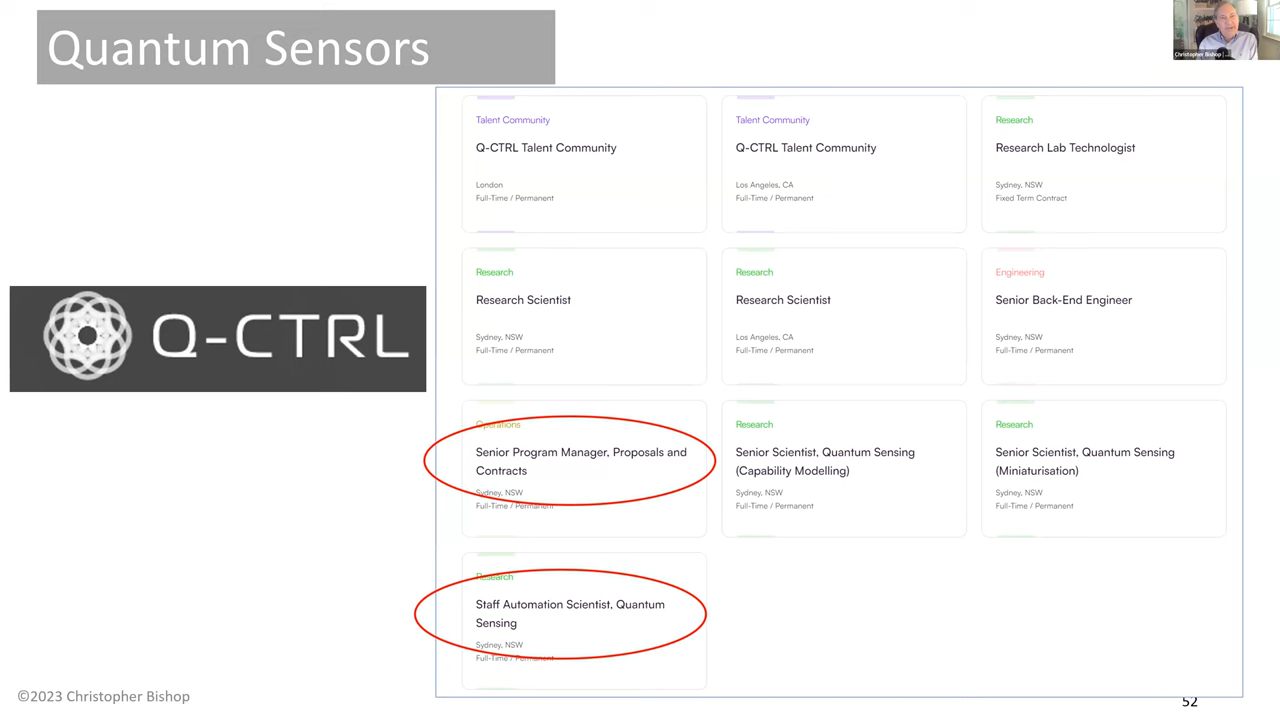 Quantum Sensors
Christopher Bishop
Talent Community
Q-CTRL Talent Community
London
Full-Time / Permanent
Talent Community
Q-CTRL Talent Community
Los Angeles, CA
Full-Time / Permanent
Research
Research Lab Technologist
Sydney, NSW
Fixed Term Contract
Research
Research Scientist
Sydney, NSW
Full-Time / Permanent
Research
Research Scientist
Los Angeles, CA
Full-Time / Permanent
Engineering
Senior Back-End Engineer
Sydney, NSW
Full-Time / Permanent
Q-CTRL
Operations
Senior Program Manager, Proposals and
Contracts
Sydney, NSW
Full-Time / Permanent
Research
Senior Scientist, Quantum Sensing
(Capability Modelling)
Sydney, NSW
Full-Time / Permanent
Research
Senior Scientist, Quantum Sensing
(Miniaturisation)
Sydney, NSW
Full-Time / Permanent
Research
Staff Automation Scientist, Quantum
Sensing
Sydney, NSW
Full-Time / Permanent
©2023 Christopher Bishop
52